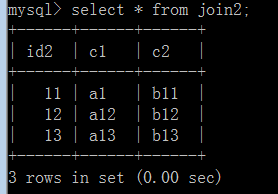 mysql> select * from join2;
+------+------+------+
| id2  | c1   | c2   |
+------+------+------+
|   11 | a1   | b11  |
|   12 | a12  | b12  |
|   13 | a13  | b13  |
+------+------+------+
3 rows in set (0.00 sec)